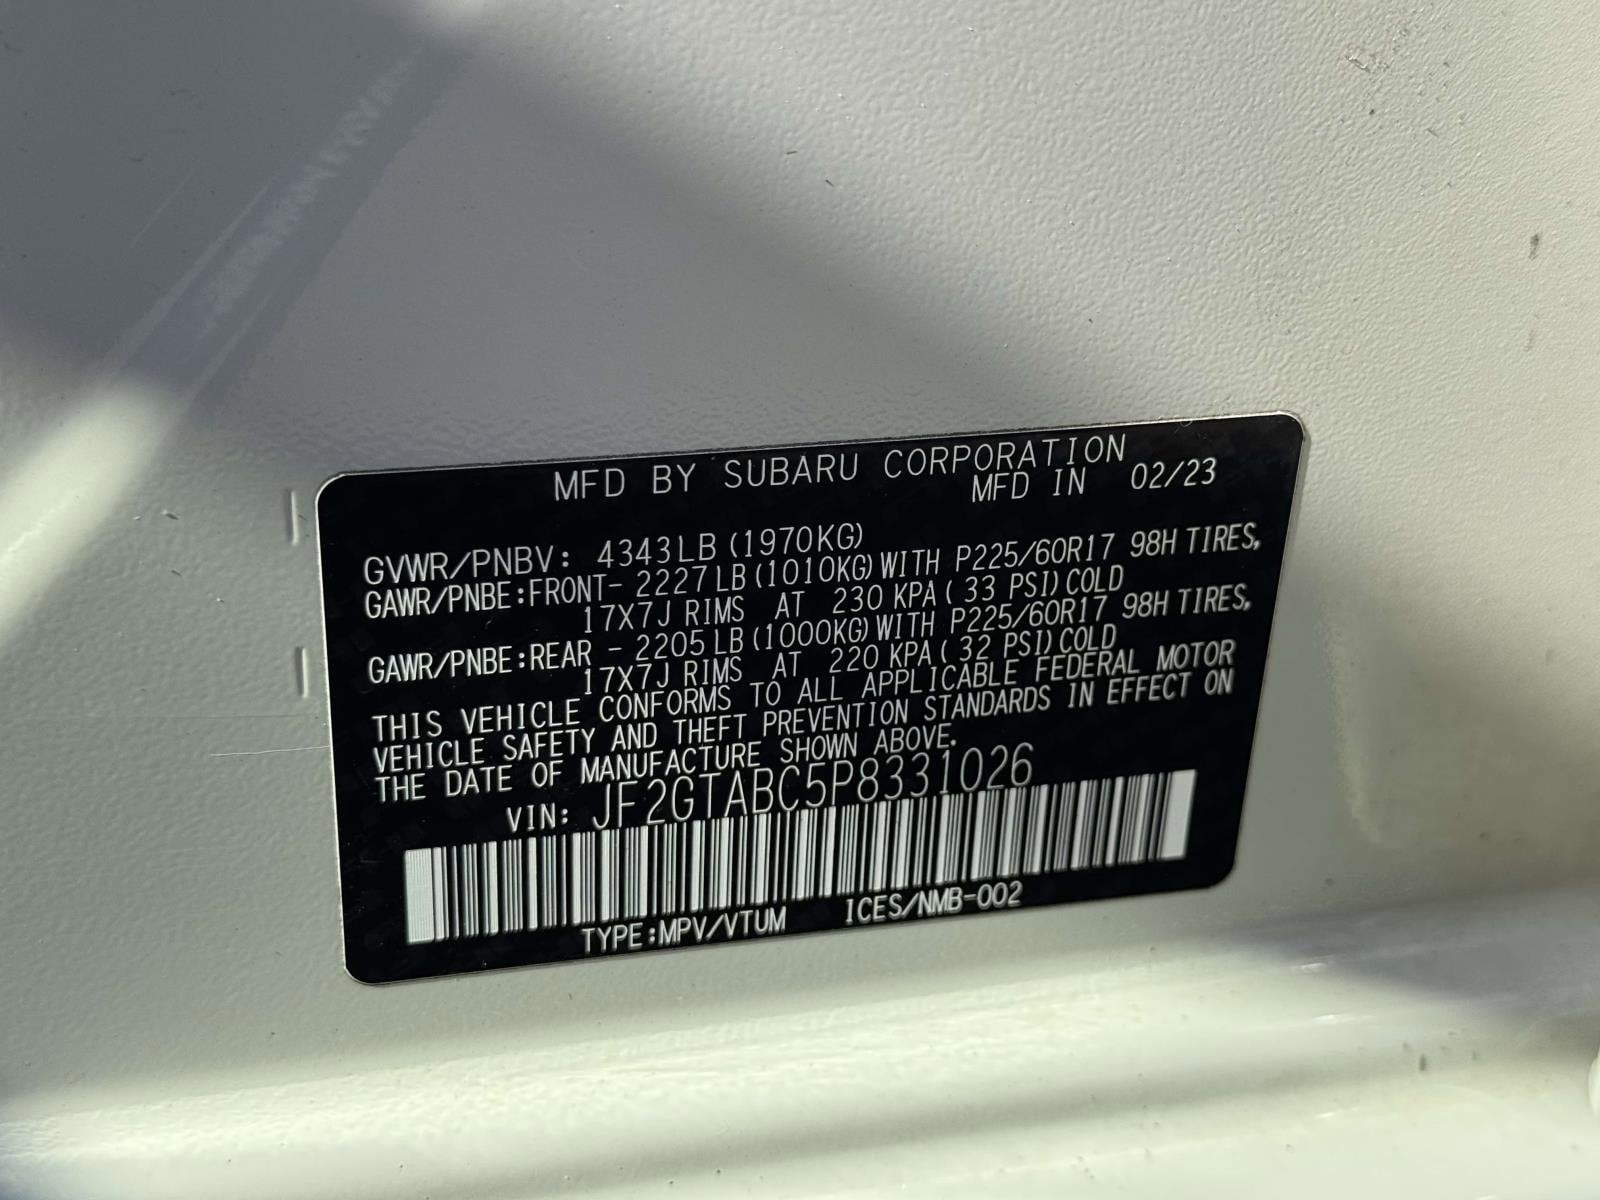 MFD BY SUBARU CORPORATION
MFD IN 02/23
GVWR/PNBV: 4343LB(1970KG)
GAWR/PNBE:FRONT- 2227LB(1010KG)WITH P225/60R17 98H TIRES,
17X7J RIMS AT 230 KPA( 33 PSI)COLD
GAWR/PNBE:REAR - 2205LB(1000KG)WITH P225/60R17 98H TIRES,
17X7J RIMS AT 220 KPA( 32 PSI)COLD
THIS VEHICLE CONFORMS TO ALL APPLICABLE FEDERAL MOTOR
VEHICLE SAFETY AND THEFT PREVENTION STANDARDS IN EFFECT ON
THE DATE OF MANUFACTURE SHOWN ABOVE.
VIN: JF2GTABC5P8331026
TYPE:MPV/VTUM ICES/NMB-002